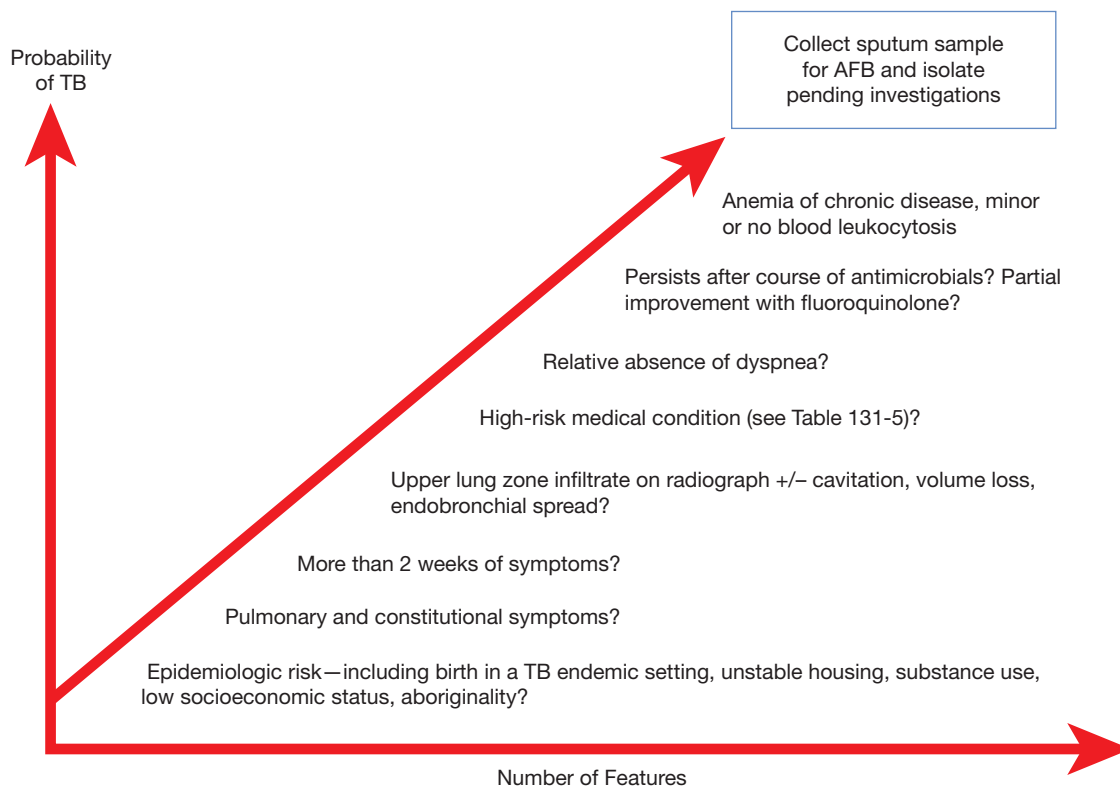 Probability
of TB
Collect sputum sample
for AFB and isolate
pending investigations
Anemia of chronic disease, minor
or no blood leukocytosis
Persists after course of antimicrobials? Partial
improvement with fluoroquinolone?
Relative absence of dyspnea?
High-risk medical condition (see Table 131-5)?
Upper lung zone infiltrate on radiograph +/– cavitation, volume loss,
endobronchial spread?
More than 2 weeks of symptoms?
Pulmonary and constitutional symptoms?
Epidemiologic risk—including birth in a TB endemic setting, unstable housing, substance use,
low socioeconomic status, aboriginality?
Number of Features